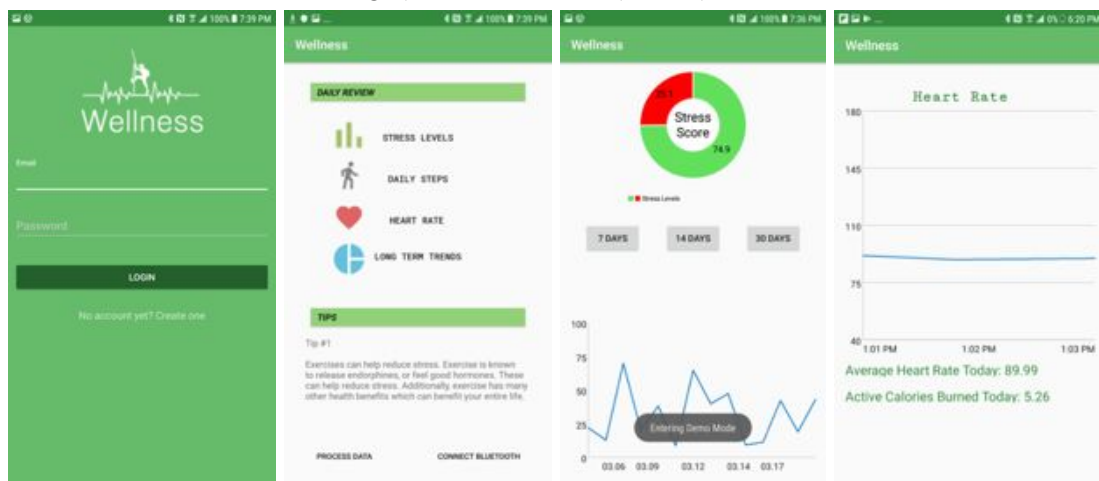 100% 7:39 PM
Wellness
Email
Password
LOGIN
No account yet? Create one
100% 7:39 PM
Wellness
DAILY REVIEW
STRESS LEVELS
DAILY STEPS
HEART RATE
LONG TERM TRENDS
TIPS
Tip #1
Exercises can help reduce stress. Exercise is known
to release endorphines, or feel good hormones. These
can help reduce stress. Additionally, exercise has many
other health benefits which can benefit your entire life.
PROCESS DATA CONNECT BLUETOOTH
100% 7:36 PM
Wellness
25.1
Stress
Score
74.9
Stress Levels
7 DAYS 14 DAYS 30 DAYS
100
75
50
25
Entering Demo Mode
0
03.06 03.09 03.12 03.14 03.17
0% 6:20 PM
Wellness
Heart Rate
180
145
110
75
40
1:01 PM 1:02 PM 1:03 PM
Average Heart Rate Today: 89.99
Active Calories Burned Today: 5.26